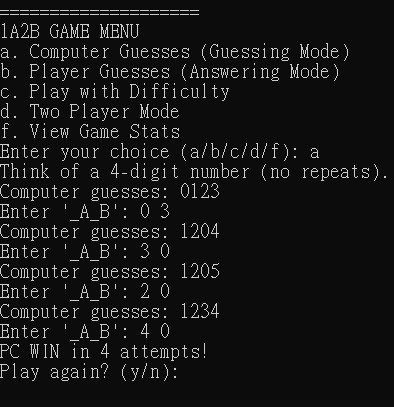 ====================
1A2B GAME MENU
a. Computer Guesses (Guessing Mode)
b. Player Guesses (Answering Mode)
c. Play with Difficulty
d. Two Player Mode
f. View Game Stats
Enter your choice (a/b/c/d/f): a
Think of a 4-digit number (no repeats).
Computer guesses: 0123
Enter '_A_B': 0 3
Computer guesses: 1204
Enter '_A_B': 3 0
Computer guesses: 1205
Enter '_A_B': 2 0
Computer guesses: 1234
Enter '_A_B': 4 0
PC WIN in 4 attempts!
Play again? (y/n):